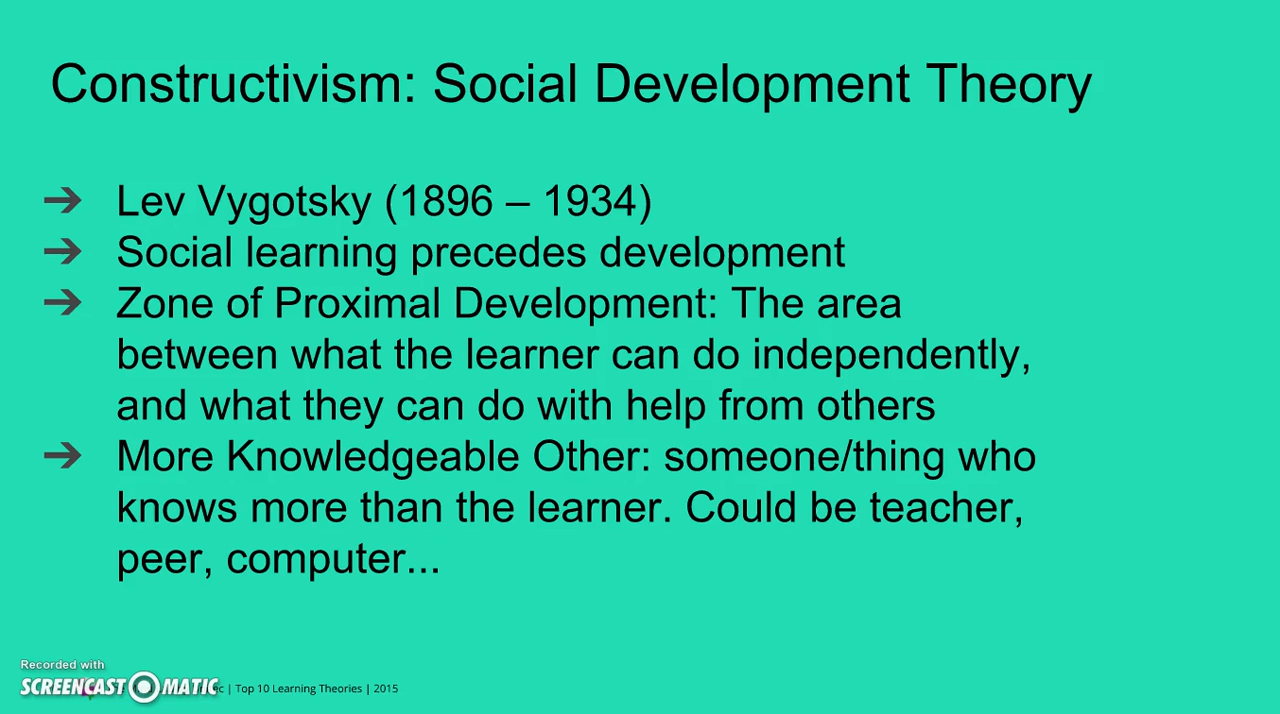 Constructivism: Social Development Theory
➔ Lev Vygotsky (1896 – 1934)
➔ Social learning precedes development
➔ Zone of Proximal Development: The area
between what the learner can do independently,
and what they can do with help from others
➔ More Knowledgeable Other: someone/thing who
knows more than the learner. Could be teacher,
peer, computer...
Recorded with
SCREENCAST MATIC
| Top 10 Learning Theories | 2015